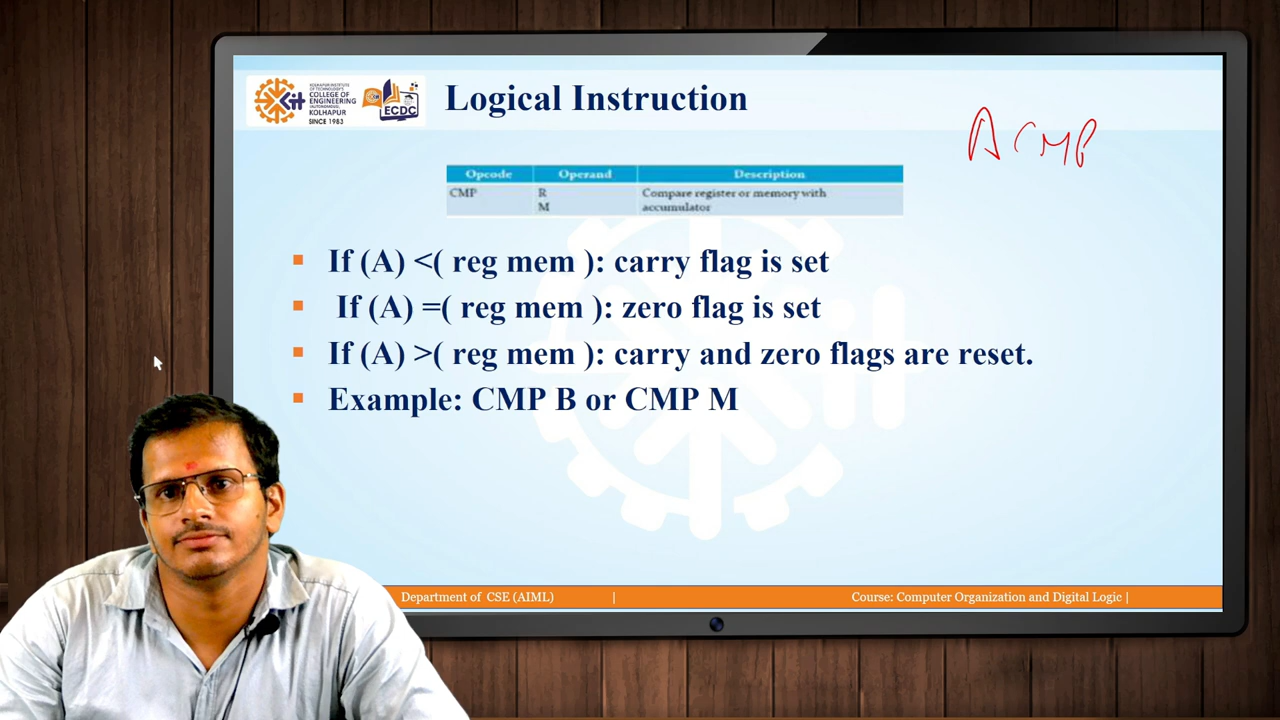 KOLHAPUR INSTITUTE
OF TECHNOLOGY'S
COLLEGE OF
ENGINEERING
(AUTONOMOUS),
KOLHAPUR
SINCE 1983
Kit
ECDC
Logical Instruction
A CMP
Opcode Operand Description
CMP R Compare register or memory with
M accumulator
If (A) <( reg mem ): carry flag is set
If (A) =( reg mem ): zero flag is set
If (A) >( reg mem ): carry and zero flags are reset.
Example: CMP B or CMP M
Department of CSE (AIML) | Course: Computer Organization and Digital Logic |